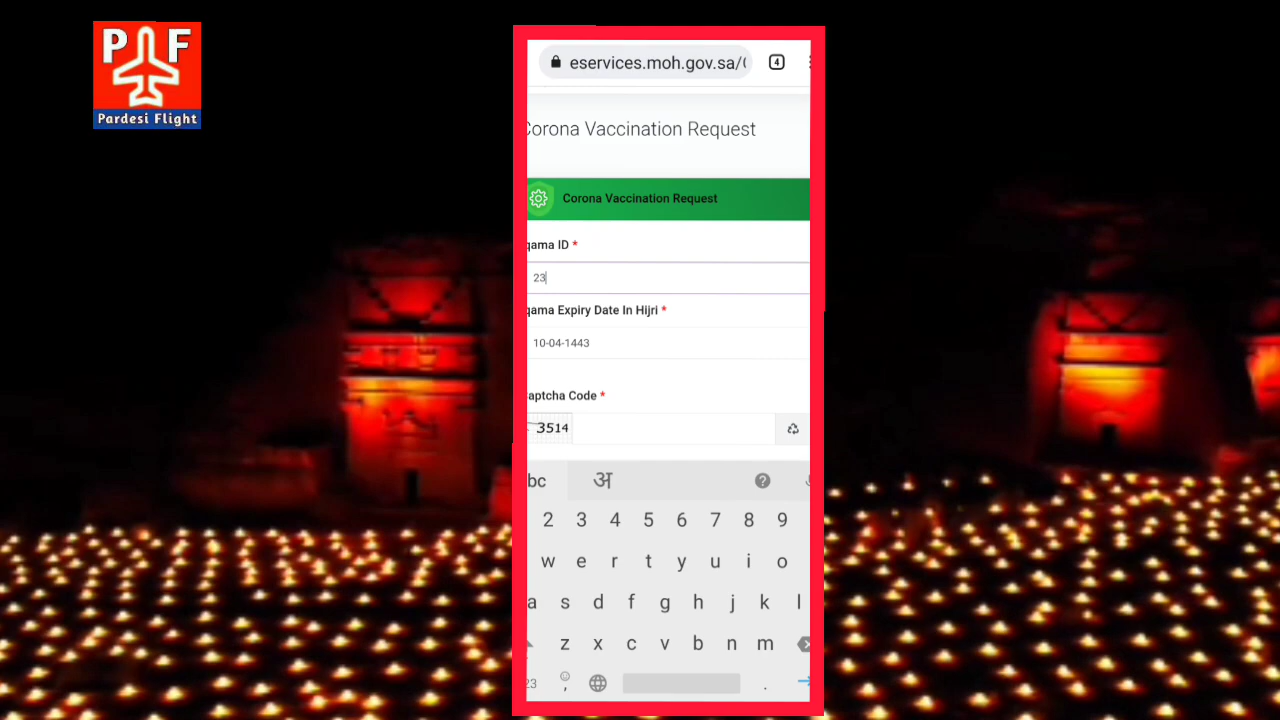 P F
Pardesi Flight
eservices.moh.gov.sa/
4
Corona Vaccination Request
Corona Vaccination Request
qama ID *
23
qama Expiry Date In Hijri *
10-04-1443
aptcha Code *
3514
bc अ ?
2 3 4 5 6 7 8 9
w e r t y u i o
a s d f g h j k l
z x c v b n m
23 , .